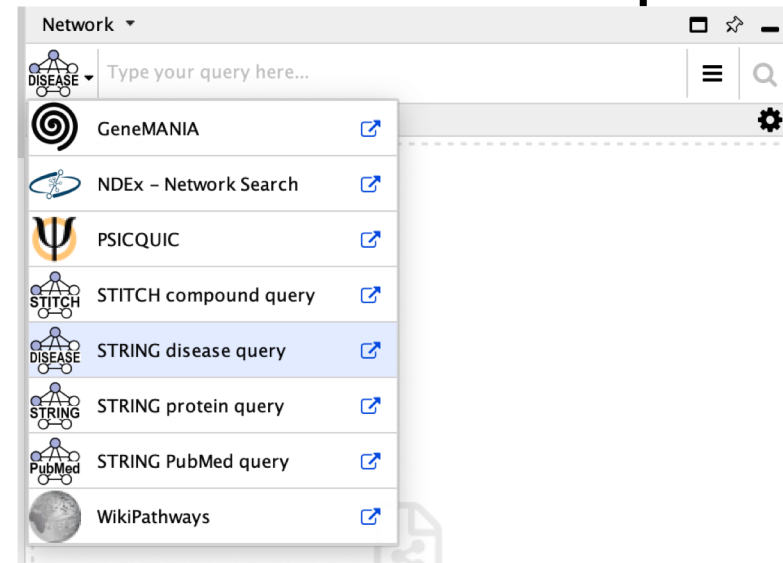 Network
DISEASE
Type your query here...
GeneMANIA
NDEx – Network Search
PSICQUIC
STITCH
STITCH compound query
DISEASE
STRING disease query
STRING
STRING protein query
PubMed
STRING PubMed query
WikiPathways